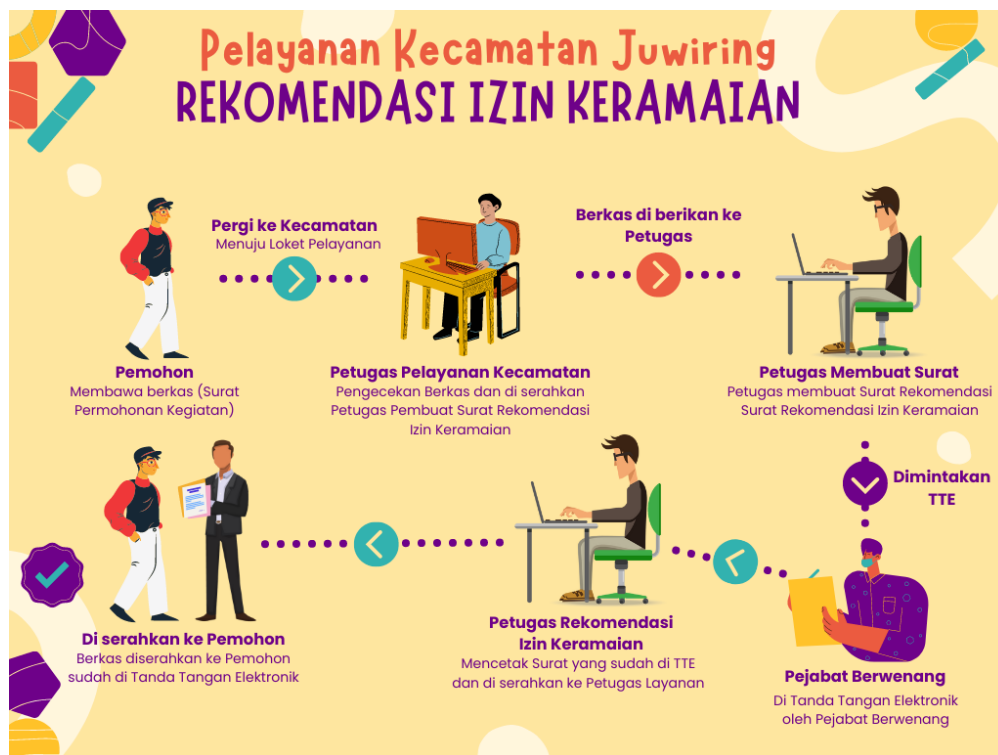 Pelayanan Kecamatan Juwiring
REKOMENDASI IZIN KERAMAIAN
Pergi ke Kecamatan
Menuju Loket Pelayanan
Berkas di berikan ke
Petugas
Pemohon
Membawa berkas (Surat
Permohonan Kegiatan)
Petugas Pelayanan Kecamatan
Pengecekan Berkas dan di serahkan
Petugas Pembuat Surat Rekomendasi
Izin Keramaian
Petugas Membuat Surat
Petugas membuat Surat Rekomendasi
Surat Rekomendasi Izin Keramaian
Dimintakan
TTE
Pejabat Berwenang
Di Tanda Tangan Elektronik
oleh Pejabat Berwenang
Petugas Rekomendasi
Izin Keramaian
Mencetak Surat yang sudah di TTE
dan di serahkan ke Petugas Layanan
Di serahkan ke Pemohon
Berkas diserahkan ke Pemohon
sudah di Tanda Tangan Elektronik